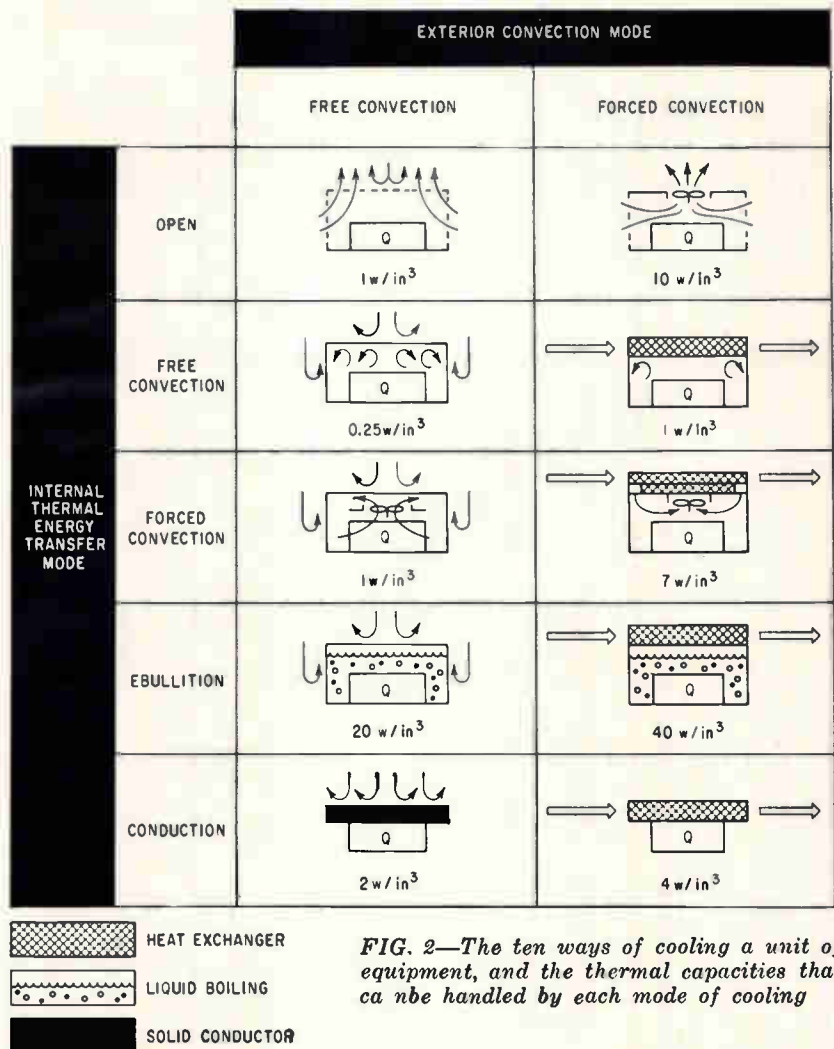 EXTERIOR CONVECTION MODE
FREE CONVECTION
FORCED CONVECTION
INTERNAL
THERMAL
ENERGY
TRANSFER
MODE
OPEN
Q
1w/in³
Q
10 w/in³
FREE
CONVECTION
Q
0.25w/in³
Q
1 w/in³
FORCED
CONVECTION
Q
1w/in³
Q
7w/in³
EBULLITION
Q
20 w/in³
Q
40 w/in³
CONDUCTION
Q
2w/in³
Q
4w/in³
HEAT EXCHANGER
LIQUID BOILING
SOLID CONDUCTOR
FIG. 2—The ten ways of cooling a unit of
equipment, and the thermal capacities tha
ca nbe handled by each mode of cooling